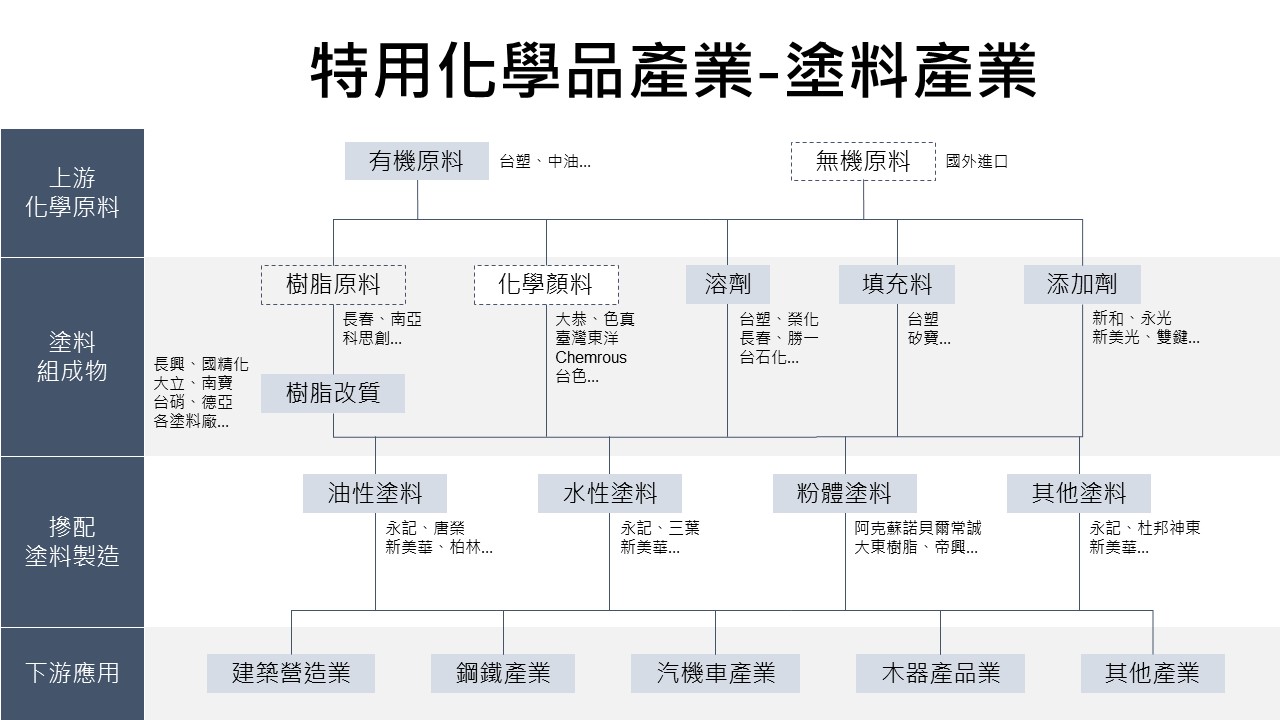 特用化學品產業-塗料產業
上游
化學原料
有機原料
台塑、中油...
無機原料
國外進口
塗料
組成物
樹脂原料
長春、南亞
科思創...
長興、國精化
大立、南寶
台硝、德亞
各塗料廠...
樹脂改質
化學顏料
大恭、色真
臺灣東洋
Chemrous
台色...
溶劑
台塑、榮化
長春、勝一
台石化...
填充料
台塑
矽寶...
添加劑
新和、永光
新美光、雙鍵...
摻配
塗料製造
油性塗料
永記、唐榮
新美華、柏林...
水性塗料
永記、三葉
新美華...
粉體塗料
阿克蘇諾貝爾常誠
大東樹脂、帝興...
其他塗料
永記、杜邦神東
新美華...
下游應用
建築營造業
鋼鐵產業
汽機車產業
木器產品業
其他產業